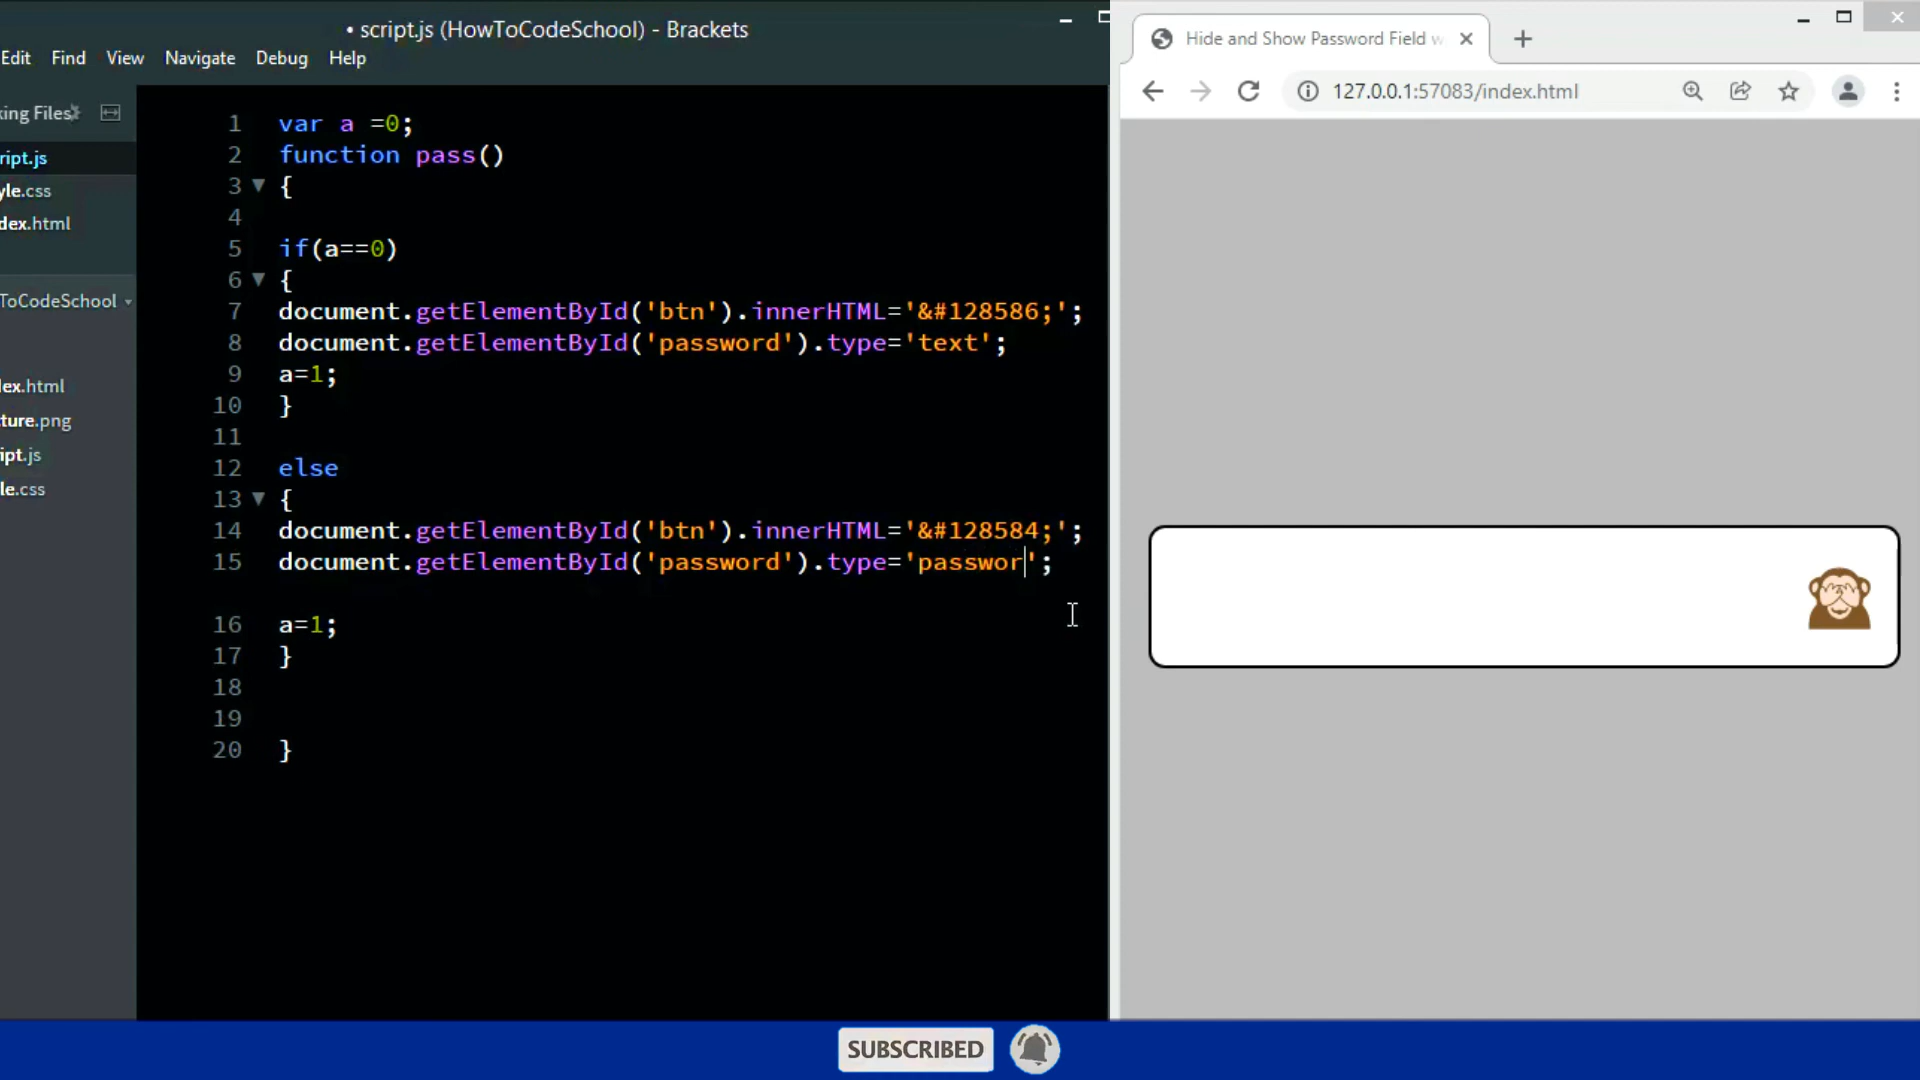 • script.js (HowToCodeSchool) - Brackets
Edit Find View Navigate Debug Help
king Files
ript.js
yle.css
dex.html
ToCodeSchool
dex.html
ture.png
ipt.js
le.css
1 var a =0;
2 function pass()
3 {
4
5 if(a==0)
6 {
7 document.getElementById('btn').innerHTML='&#128586;';
8 document.getElementById('password').type='text';
9 a=1;
10 }
11
12 else
13 {
14 document.getElementById('btn').innerHTML='&#128584;';
15 document.getElementById('password').type='passwor';
16 a=1;
17 }
18
19
20 }
Hide and Show Password Field w
127.0.0.1:57083/index.html
SUBSCRIBED